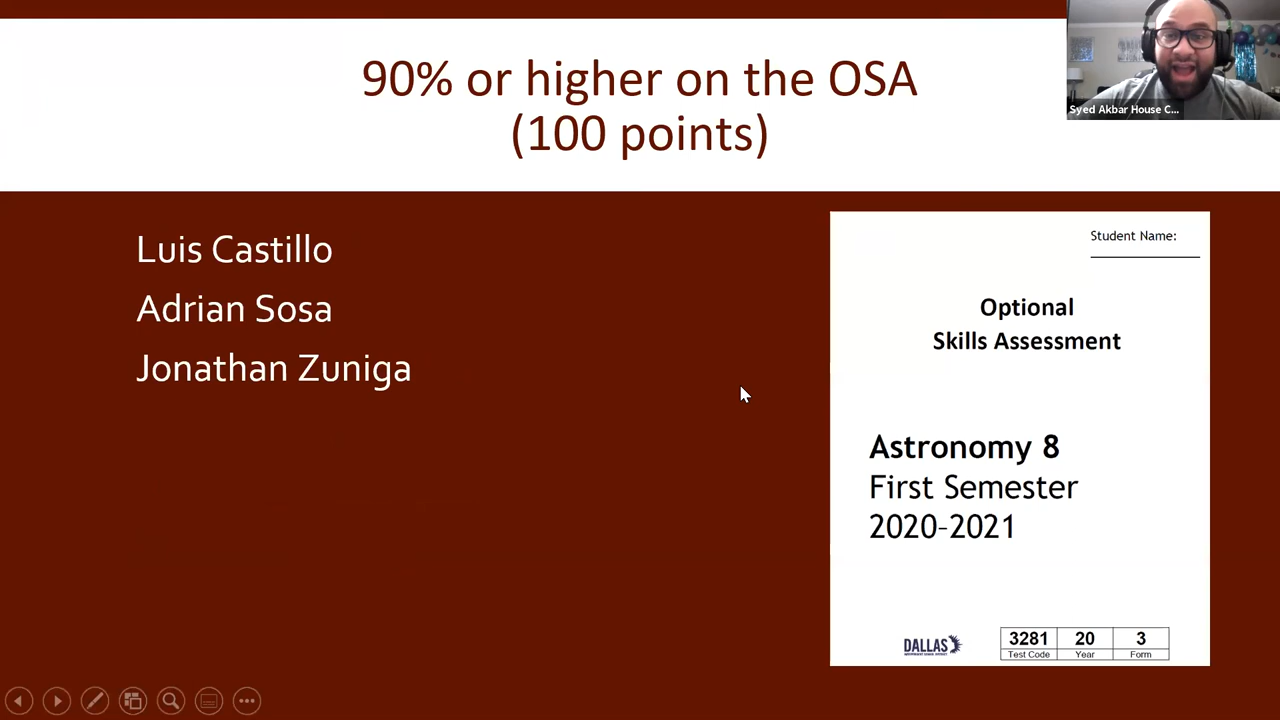 90% or higher on the OSA
(100 points)
Syed Akbar House C...
Luis Castillo
Adrian Sosa
Jonathan Zuniga
Student Name:
Optional
Skills Assessment
Astronomy 8
First Semester
2020-2021
DALLAS
3281 20 3
Test Code Year Form